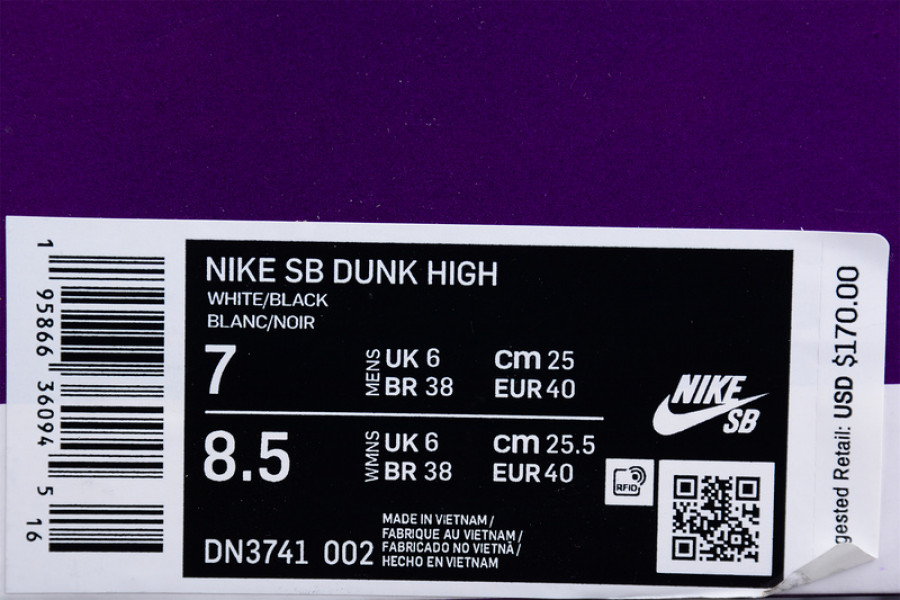 NIKE SB DUNK HIGH
WHITE/BLACK
BLANC/NOIR
7
MENS
UK 6
BR 38
cm 25
EUR 40
8.5
WMNS
UK 6
BR 38
cm 25.5
EUR 40
NIKE
SB
RFID
DN3741 002
MADE IN VIETNAM /
FABRIQUE AU VIETNAM /
FABRICADO NO VIETNÃ /
HECHO EN VIETNAM
1 95866 36094 5 16
Retail: USD $170.00